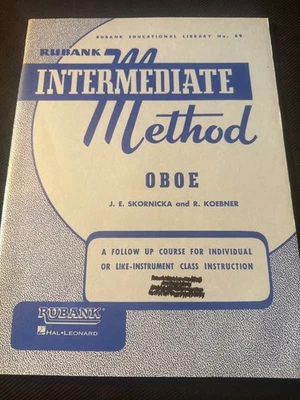 RUBANK EDUCATIONAL LIBRARY No. 49
RUBANK
INTERMEDIATE
Method
OBOE
J. E. SKORNICKA AND R. KOEBNER
A FOLLOW UP COURSE FOR INDIVIDUAL
OR LIKE-INSTRUMENT CLASS INSTRUCTION
RUBANK
HAL•LEONARD